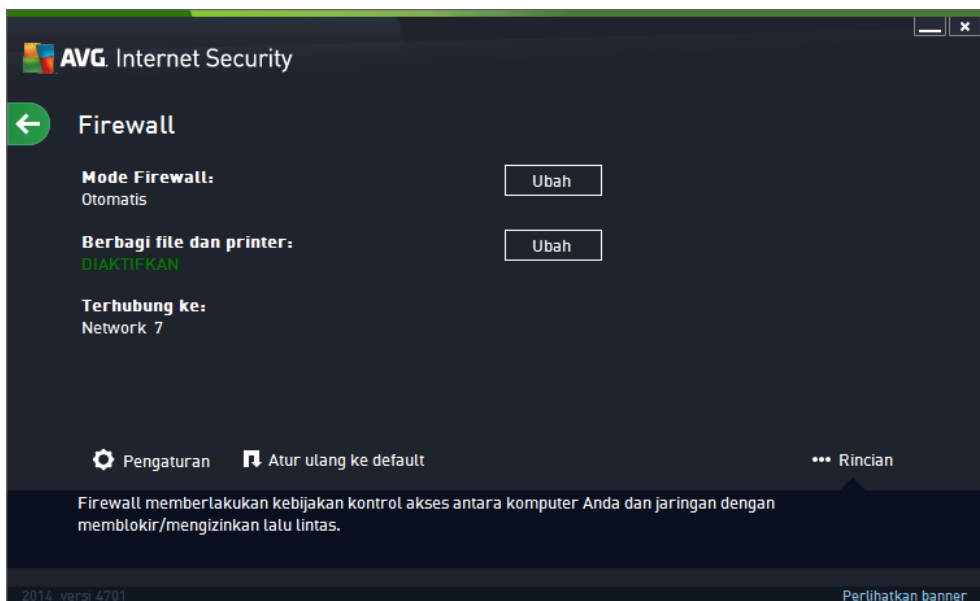 AVG. Internet Security
Firewall
Mode Firewall: Ubah
Otomatis
Berbagi file dan printer: Ubah
DIAKTIFKAN
Terhubung ke:
Network 7
Pengaturan Atur ulang ke default Rincian
Firewall memberlakukan kebijakan kontrol akses antara komputer Anda dan jaringan dengan
memblokir/mengizinkan lalu lintas.
2014 versi 4701 Perlihatkan banner